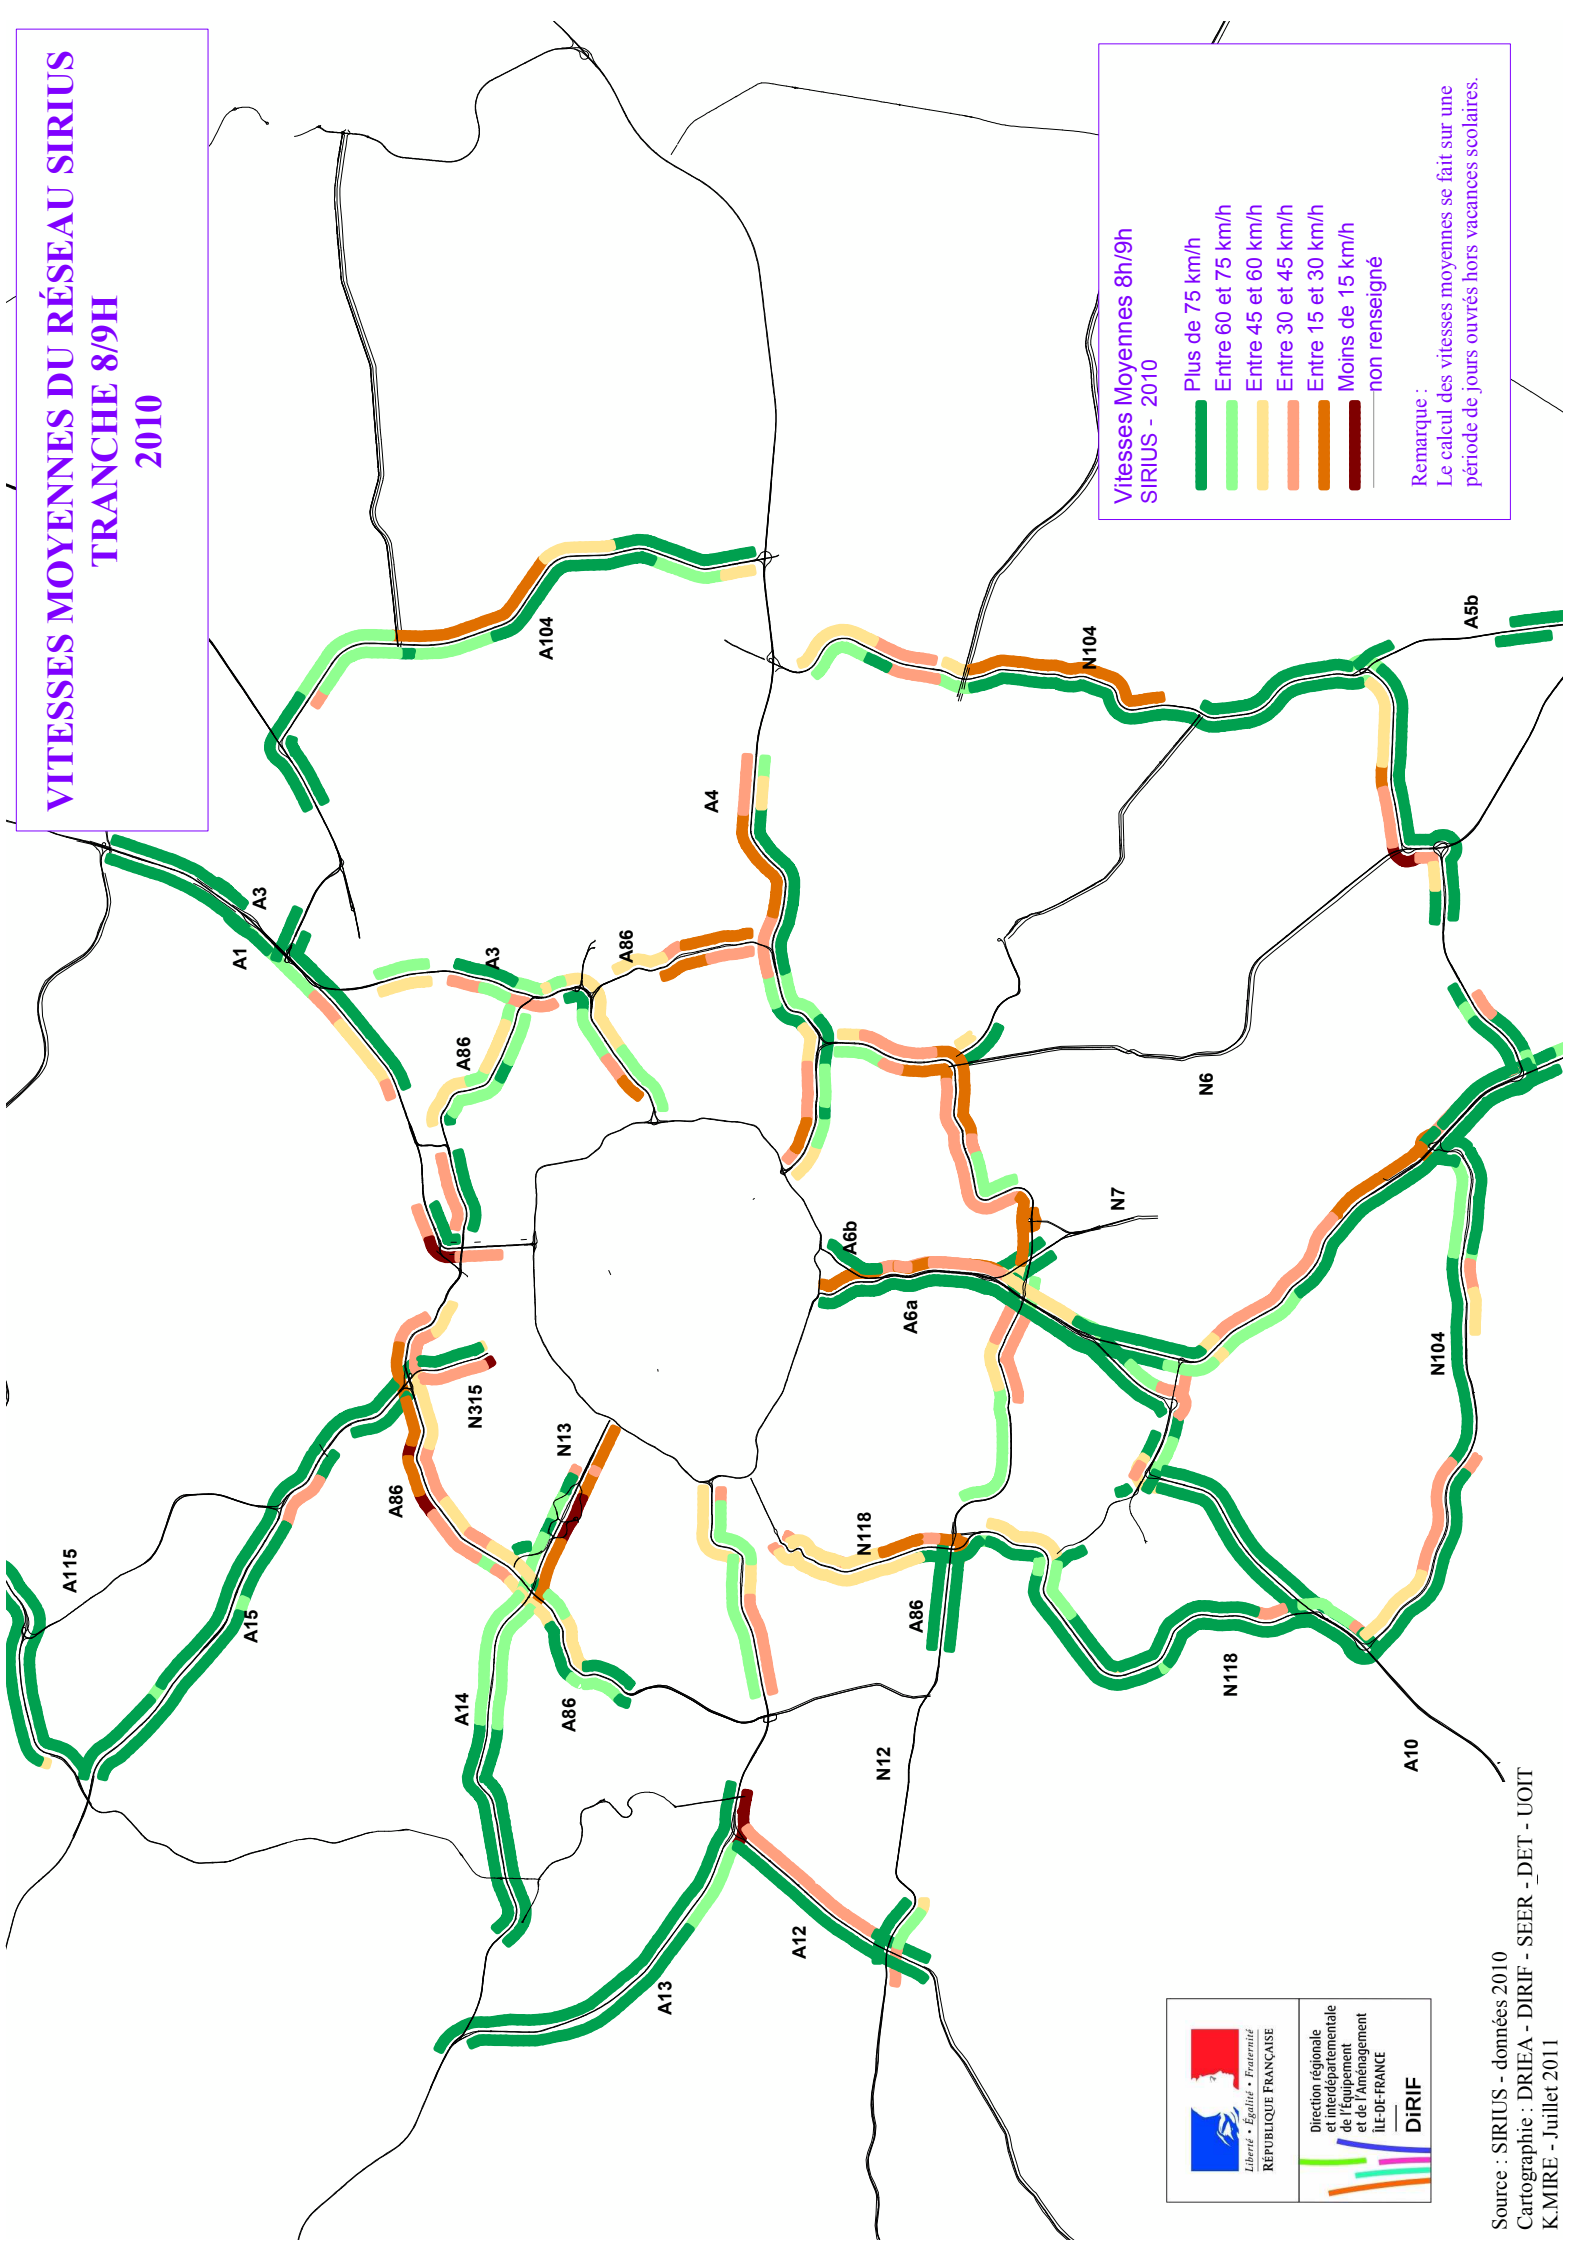 VITESSES MOYENNES DU RÉSEAU SIRIUS
TRANCHE 8/9H
2010
A115
A15
A14
A86
A13
A12
N12
A86
N315
N13
A86
N118
A86
N118
A10
A1
A3
A3
A86
A86
A6b
A6a
N7
N104
N6
A4
A104
N104
A5b
Vitesses Moyennes 8h/9h
SIRIUS - 2010
Plus de 75 km/h
Entre 60 et 75 km/h
Entre 45 et 60 km/h
Entre 30 et 45 km/h
Entre 15 et 30 km/h
Moins de 15 km/h
non renseigné
Remarque :
Le calcul des vitesses moyennes se fait sur une
période de jours ouvrés hors vacances scolaires.
Liberté • Égalité • Fraternité
RÉPUBLIQUE FRANÇAISE
Direction régionale
et interdépartementale
de l'Équipement
et de l'Aménagement
ÎLE-DE-FRANCE
DiRIF
Source : SIRIUS - données 2010
Cartographie : DRIEA - DIRIF - SEER - DET - UOIT
K.MIRE - Juillet 2011